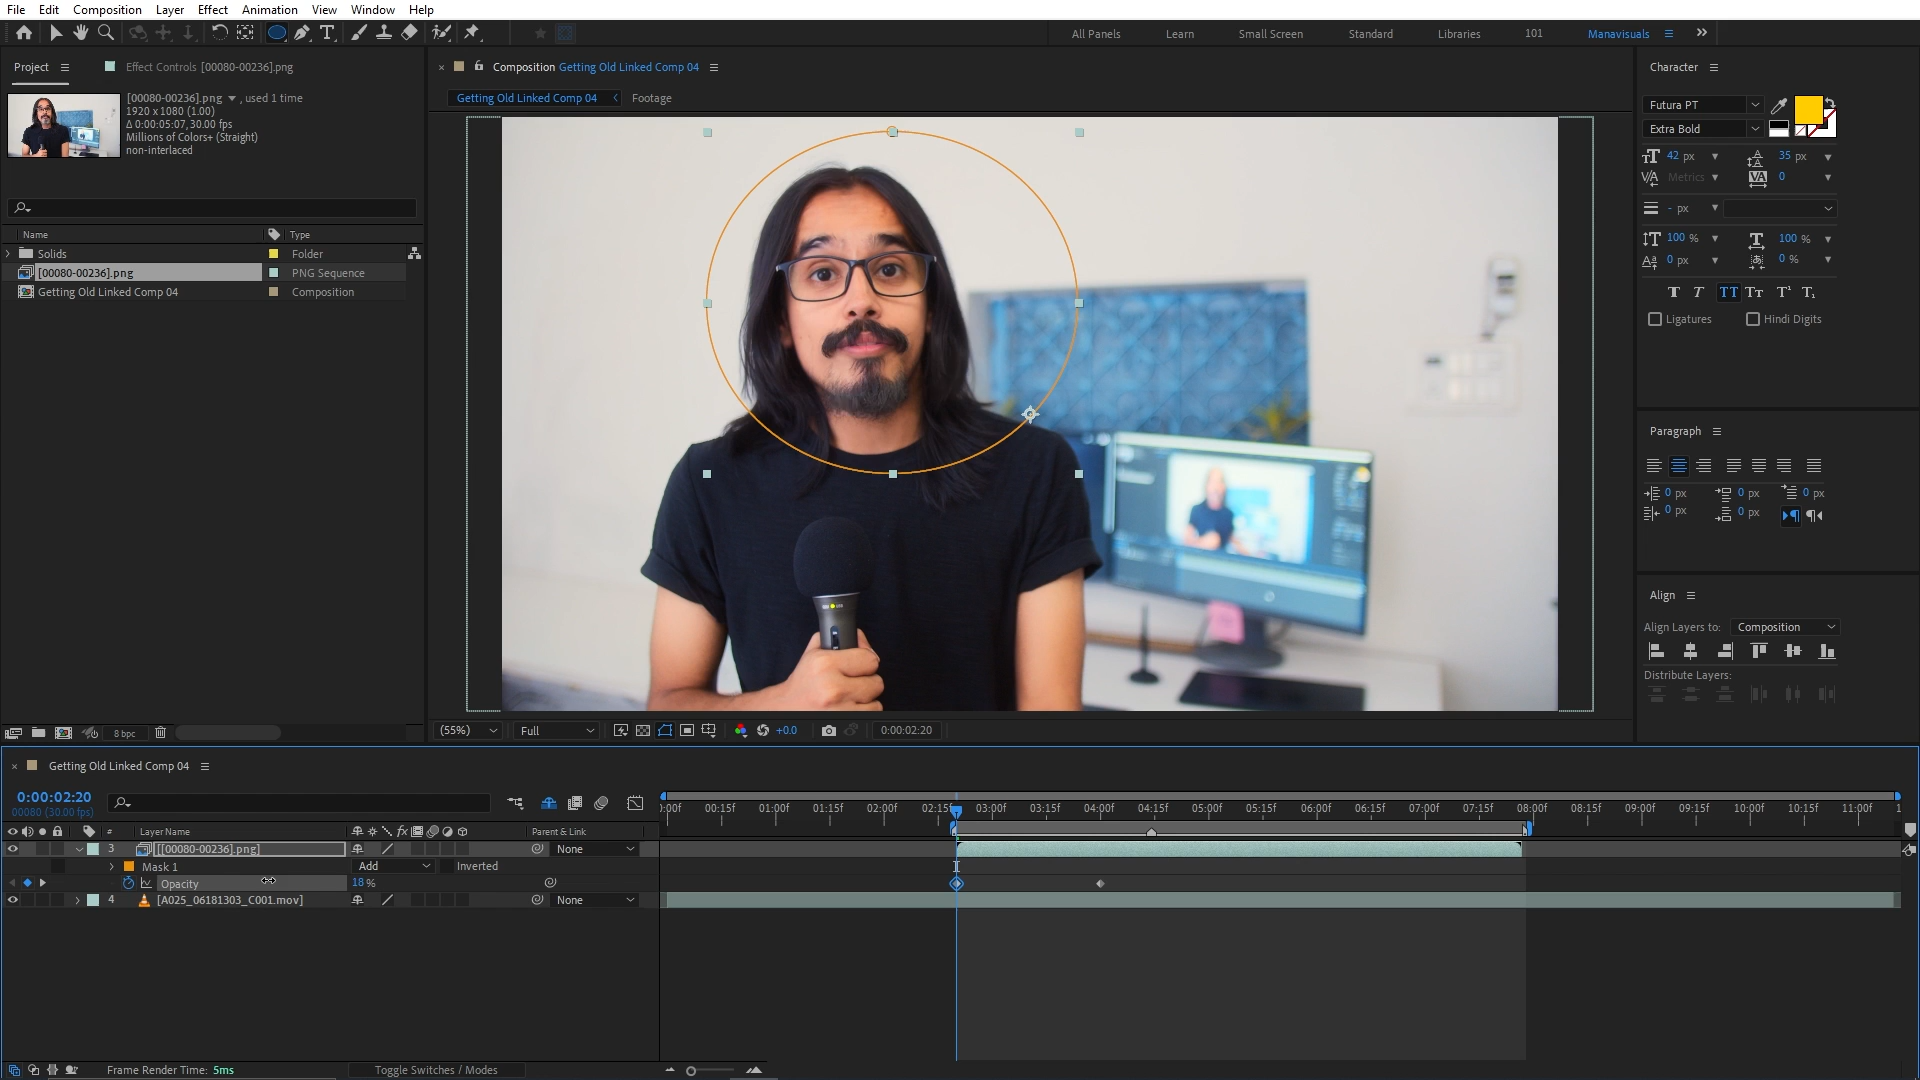 File Edit Composition Layer Effect Animation View Window Help
All Panels Learn Small Screen Standard Libraries 101 Manavisuals
Project
Effect Controls [00080-00236].png
[00080-00236].png , used 1 time
1920 x 1080 (1.00)
Δ 0:00:05:07, 30.00 fps
Millions of Colors+ (Straight)
non-interlaced
Name Type
Solids Folder
[00080-00236].png PNG Sequence
Getting Old Linked Comp 04 Composition
8 bpc
Composition Getting Old Linked Comp 04
Getting Old Linked Comp 04 Footage
(55%) Full +0.0 0:00:02:20
Character
Futura PT
Extra Bold
42 px 35 px
Metrics 0
- px
100 % 100 %
0 px 0 %
Ligatures Hindi Digits
Paragraph
0 px 0 px 0 px
0 px 0 px
Align
Align Layers to: Composition
Distribute Layers:
Getting Old Linked Comp 04
0:00:02:20
00080 (30.00 fps)
):00f 00:15f 01:00f 01:15f 02:00f 02:15f 03:00f 03:15f 04:00f 04:15f 05:00f 05:15f 06:00f 06:15f 07:00f 07:15f 08:00f 08:15f 09:00f 09:15f 10:00f 10:15f 11:00f 1
# Layer Name fx Parent & Link
3 [[00080-00236].png] None
Mask 1 Add Inverted
Opacity 18 %
4 [A025_06181303_C001.mov] None
Frame Render Time: 5ms Toggle Switches / Modes